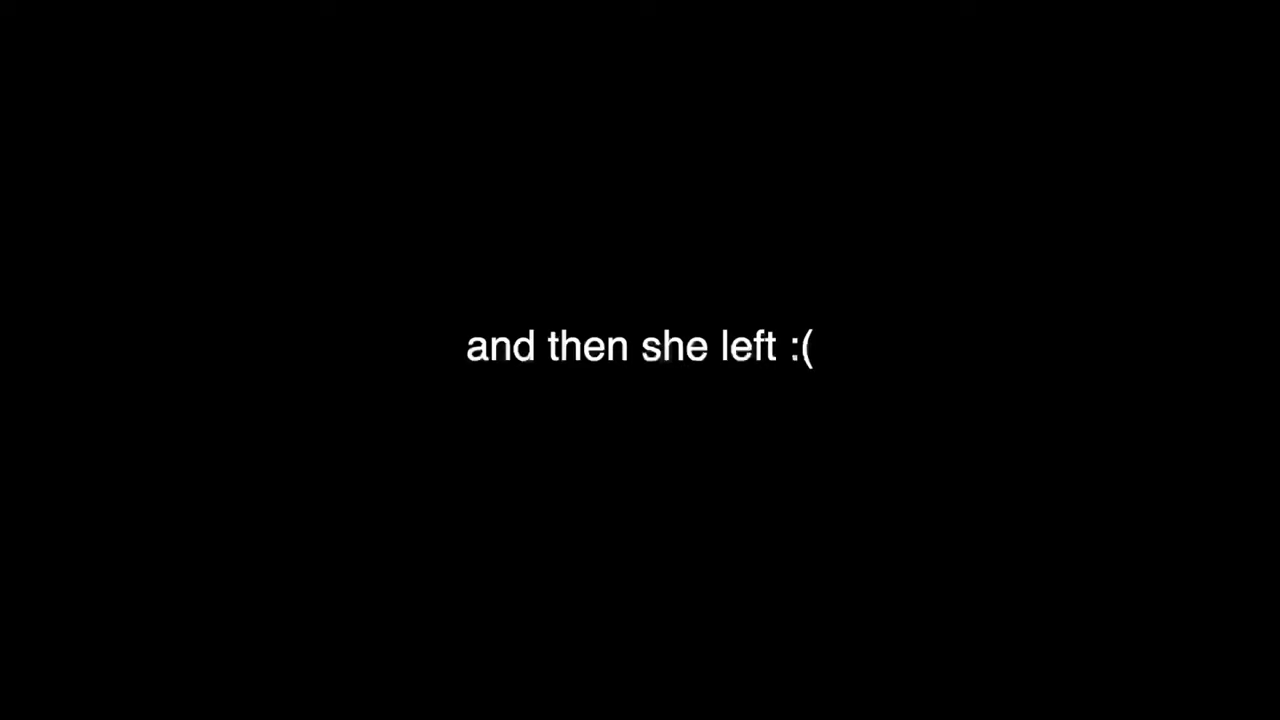 and then she left :(